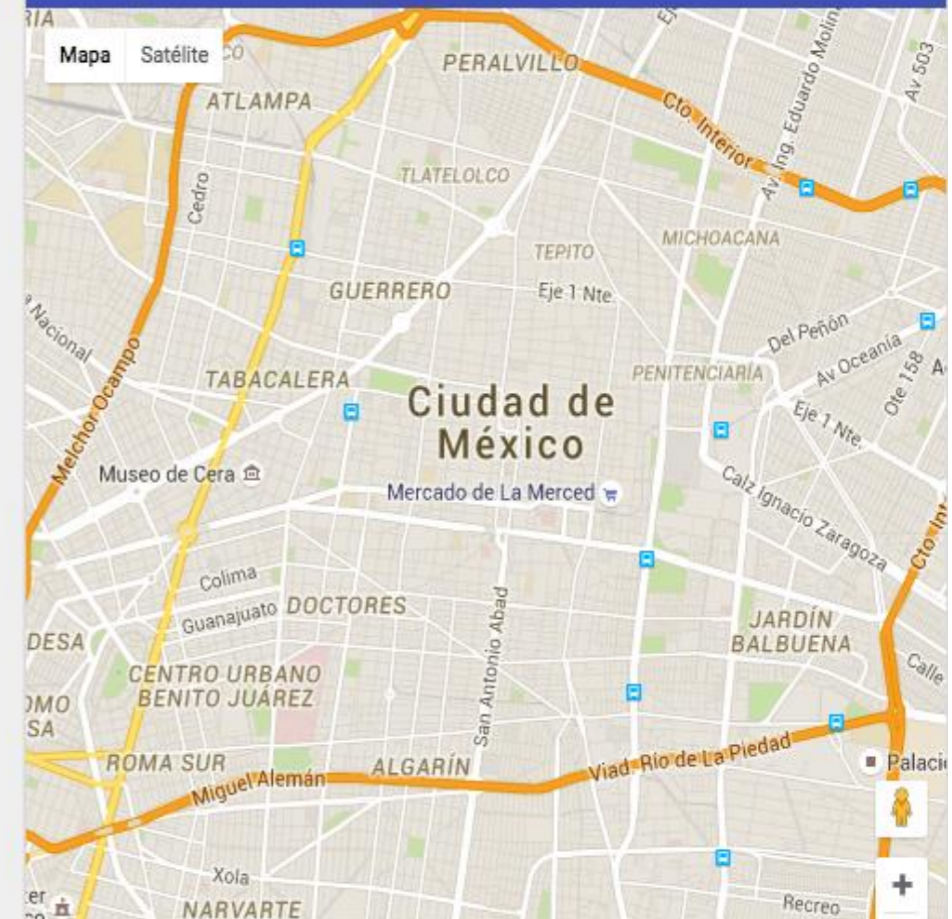 Mapa
Satélite
PERALVILLO
ATLAMPA
Cto. Interior
Av. Ing. Eduardo Molina
Av 503
Cedro
TLATELOLCO
TEPITO
MICHOACANA
GUERRERO
Eje 1 Nte.
Nacional
Del Peñón
Av Oceanía
Ote 158
Melchor Ocampo
TABACALERA
PENITENCIARÍA
Ciudad de
México
Eje 1 Nte.
Museo de Cera
Mercado de La Merced
Calz Ignacio Zaragoza
Colima
Guanajuato
DOCTORES
San Antonio Abad
JARDÍN
BALBUENA
Calle
CENTRO URBANO
BENITO JUÁREZ
ROMA SUR
Miguel Alemán
ALGARÍN
Viad. Río de La Piedad
Xola
NARVARTE
Recreo
+